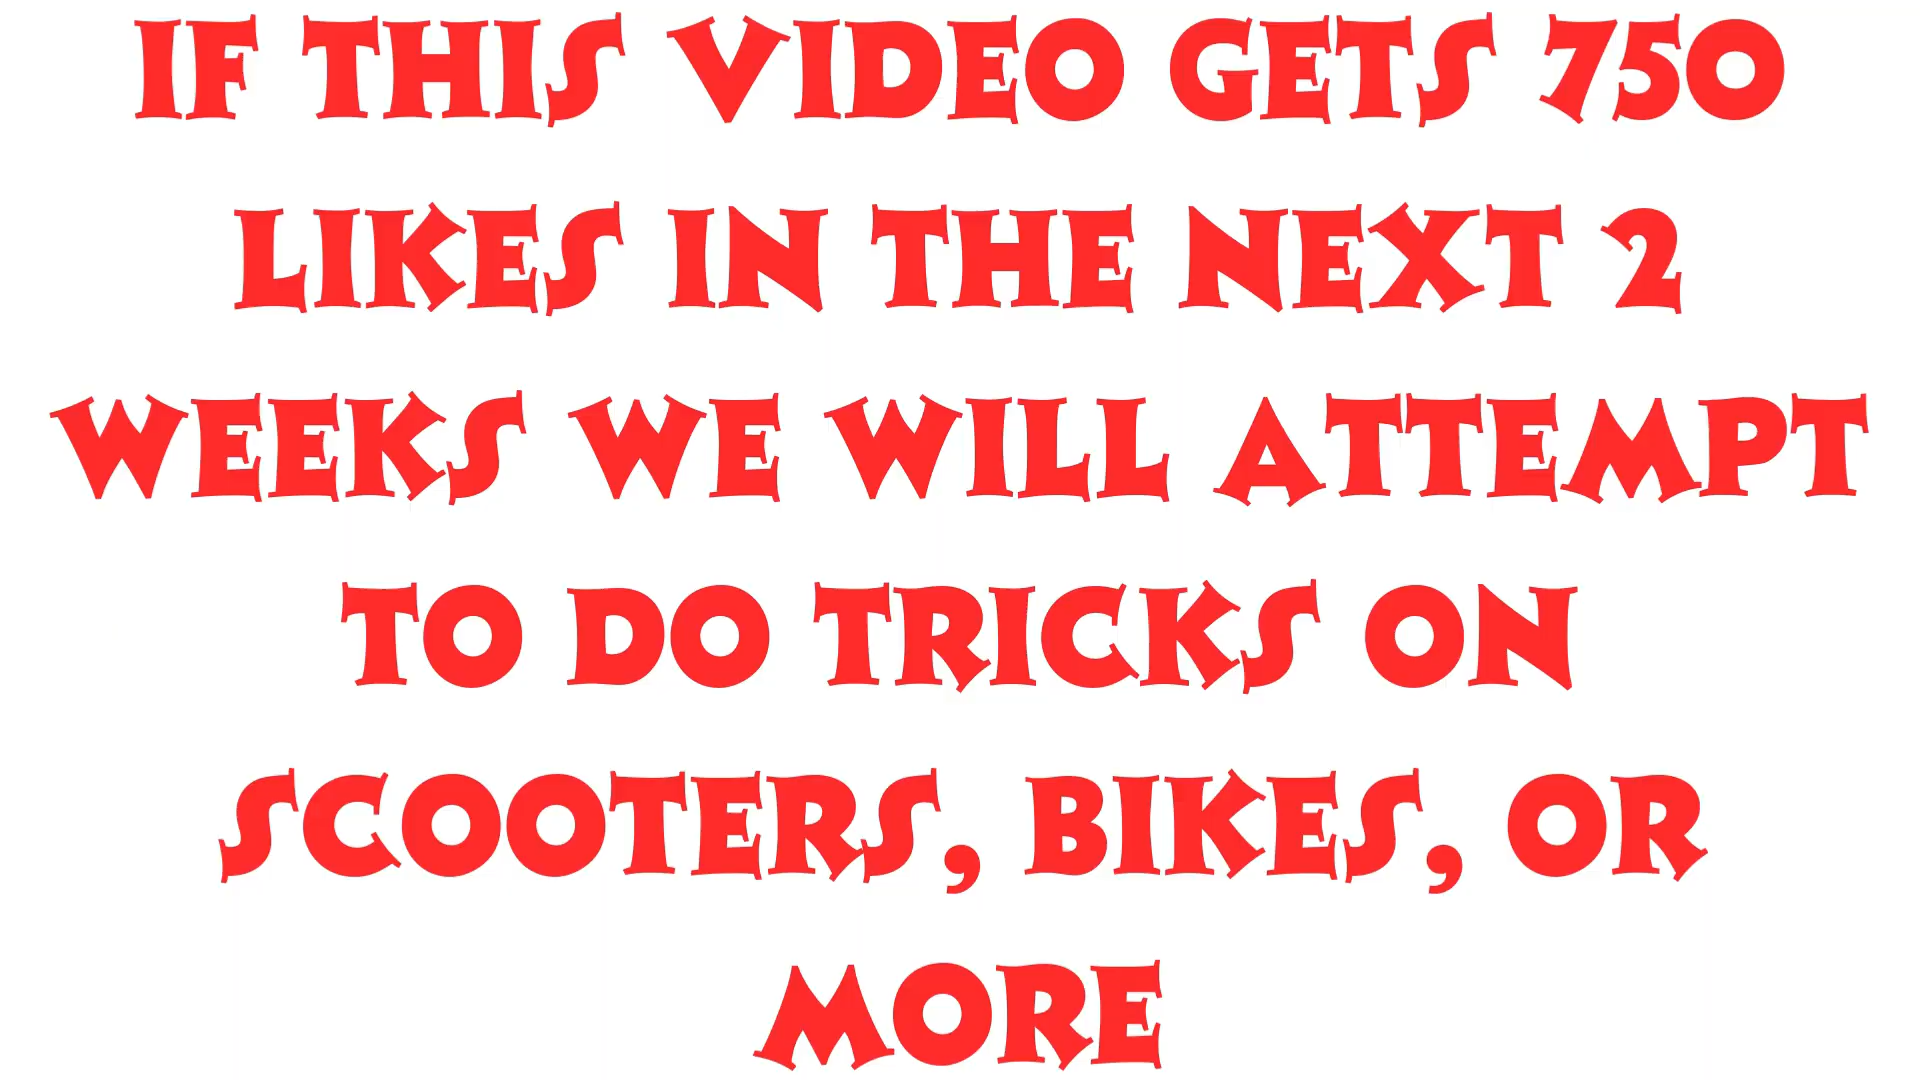 IF THIS VIDEO GETS 750
LIKES IN THE NEXT 2
WEEKS WE WILL ATTEMPT
TO DO TRICKS ON
SCOOTERS, BIKES, OR
MORE